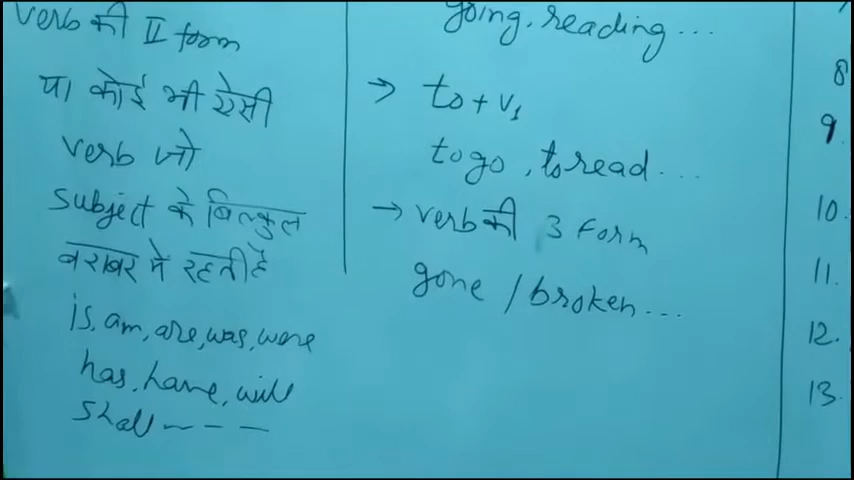 verb की II form
या कोई भी ऐसी
verb जो
subject के बिल्कुल
बराबर मे रहती है
is, am, are, was, were
has, have, will
shall ----
going, reading...
→ to + V1
to go, to read....
→ verb की 3 form
gone / broken....
8
9.
10.
11.
12.
13.